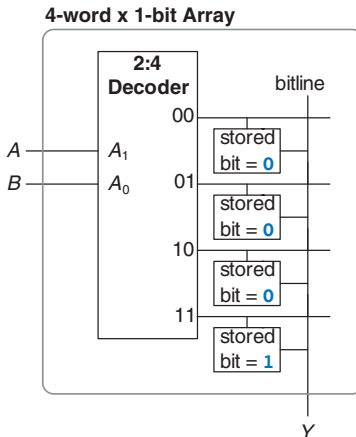 4-word x 1-bit Array
2:4
Decoder
bitline
00
stored
bit = 0
A
A1
01
B
A0
stored
bit = 0
10
stored
bit = 0
11
stored
bit = 1
Y